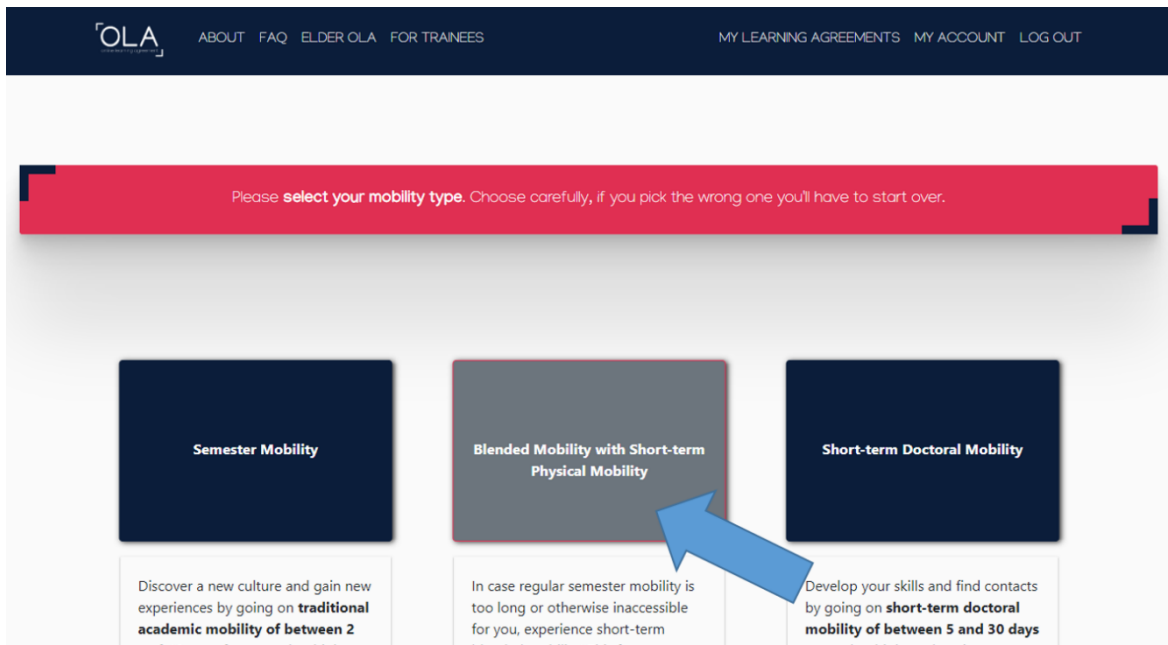 OLA
ABOUT FAQ ELDER OLA FOR TRAINEES MY LEARNING AGREEMENTS MY ACCOUNT LOG OUT
Please select your mobility type. Choose carefully, if you pick the wrong one you'll have to start over.
Semester Mobility
Blended Mobility with Short-term
Physical Mobility
Short-term Doctoral Mobility
Discover a new culture and gain new
experiences by going on traditional
academic mobility of between 2
In case regular semester mobility is
too long or otherwise inaccessible
for you, experience short-term
Develop your skills and find contacts
by going on short-term doctoral
mobility of between 5 and 30 days